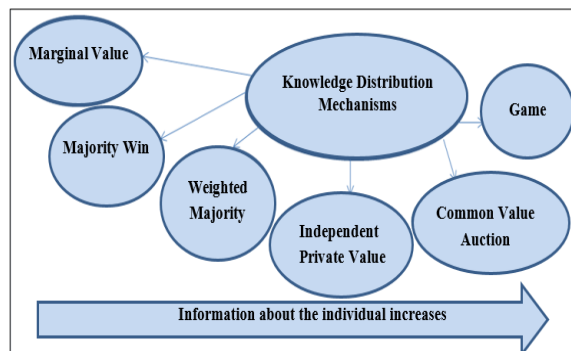 Marginal Value
Knowledge Distribution
Mechanisms
Game
Majority Win
Weighted
Majority
Independent
Private Value
Common Value
Auction
Information about the individual increases